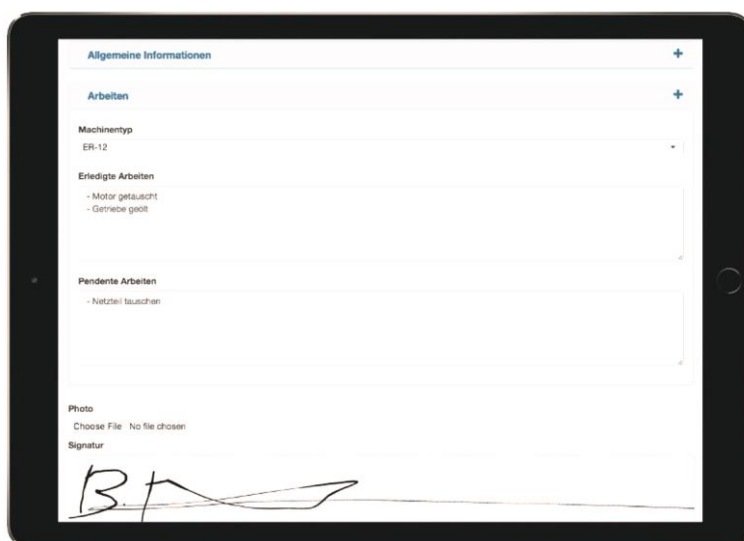 Allgemeine Informationen +
Arbeiten +
Machinentyp
ER-12
Erledigte Arbeiten
- Motor getauscht
- Getriebe geölt
Pendente Arbeiten
- Netzteil tauschen
Photo
Choose File No file chosen
Signatur
B.